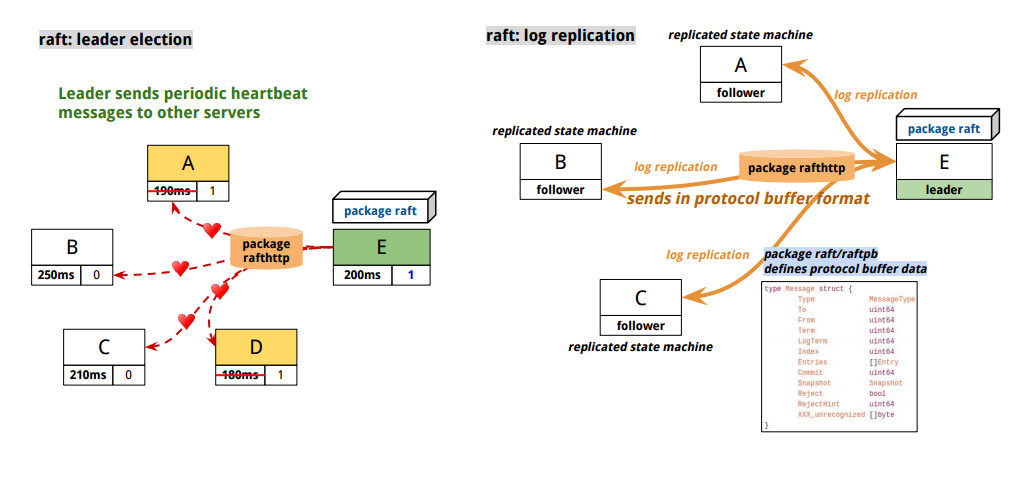 raft: leader election
Leader sends periodic heartbeat
messages to other servers
A
190ms 1
package raft
B
250ms 0
package
rafthttp
E
200ms 1
C
210ms 0
D
180ms 1
raft: log replication
replicated state machine
A
follower
log replication
package raft
replicated state machine
B
follower
log replication
package rafthttp
E
leader
sends in protocol buffer format
log replication
package raft/raftpb
defines protocol buffer data
C
follower
replicated state machine
type Message struct {
Type MessageType
To uint64
From uint64
Term uint64
LogTerm uint64
Index uint64
Entries []Entry
Commit uint64
Snapshot Snapshot
Reject bool
RejectHint uint64
XXX_unrecognized []byte
}